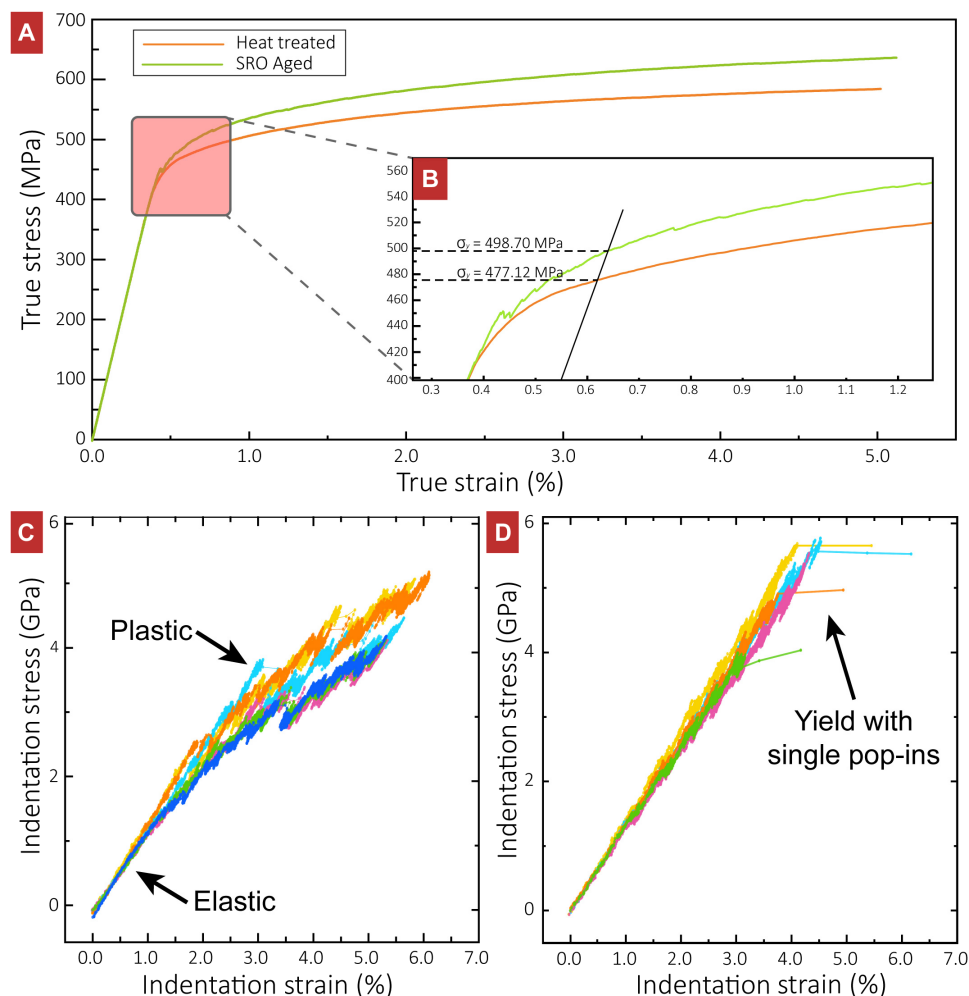 A
Heat treated
SRO Aged
700
600
500
400
300
200
100
0
True stress (MPa)
0.0 1.0 2.0 3.0 4.0 5.0
True strain (%)
B
560
540
520
500
480
460
440
420
400
σy = 498.70 MPa
σy = 477.12 MPa
0.3 0.4 0.5 0.6 0.7 0.8 0.9 1.0 1.1 1.2
C
6
4
2
0
Indentation stress (GPa)
Plastic
Elastic
0.0 1.0 2.0 3.0 4.0 5.0 6.0 7.0
Indentation strain (%)
D
6
4
2
0
Indentation stress (GPa)
Yield with
single pop-ins
0.0 1.0 2.0 3.0 4.0 5.0 6.0 7.0
Indentation strain (%)